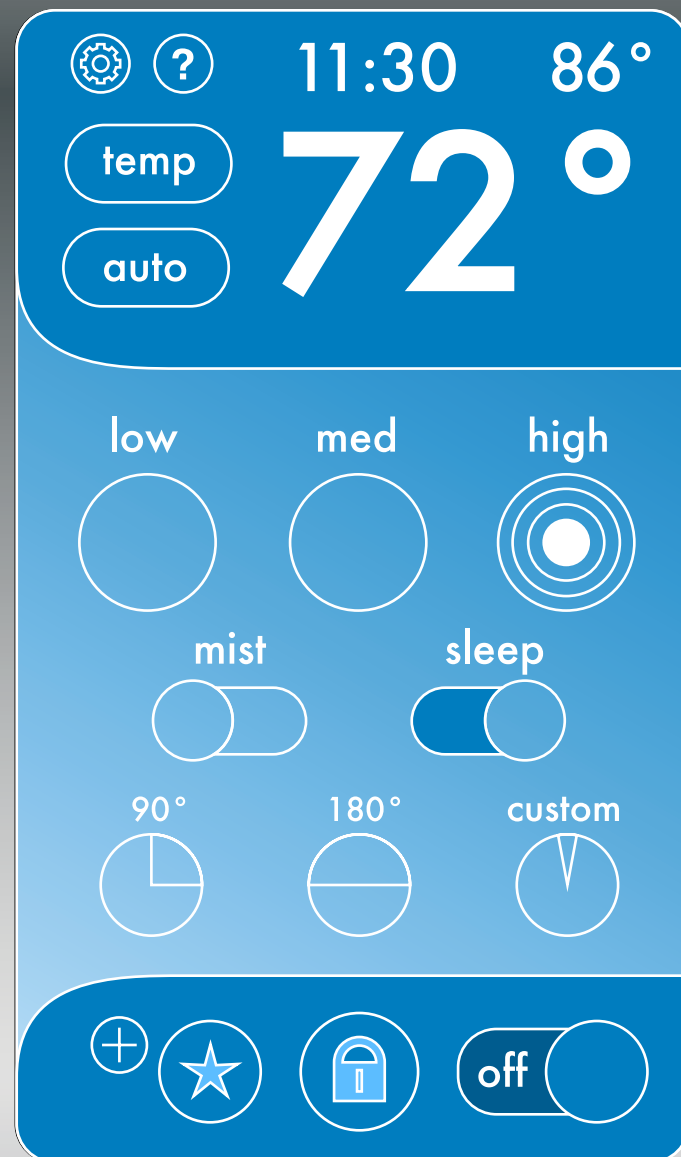 ? 11:30 86°
temp
72°
auto
low med high
mist sleep
90° 180° custom
off